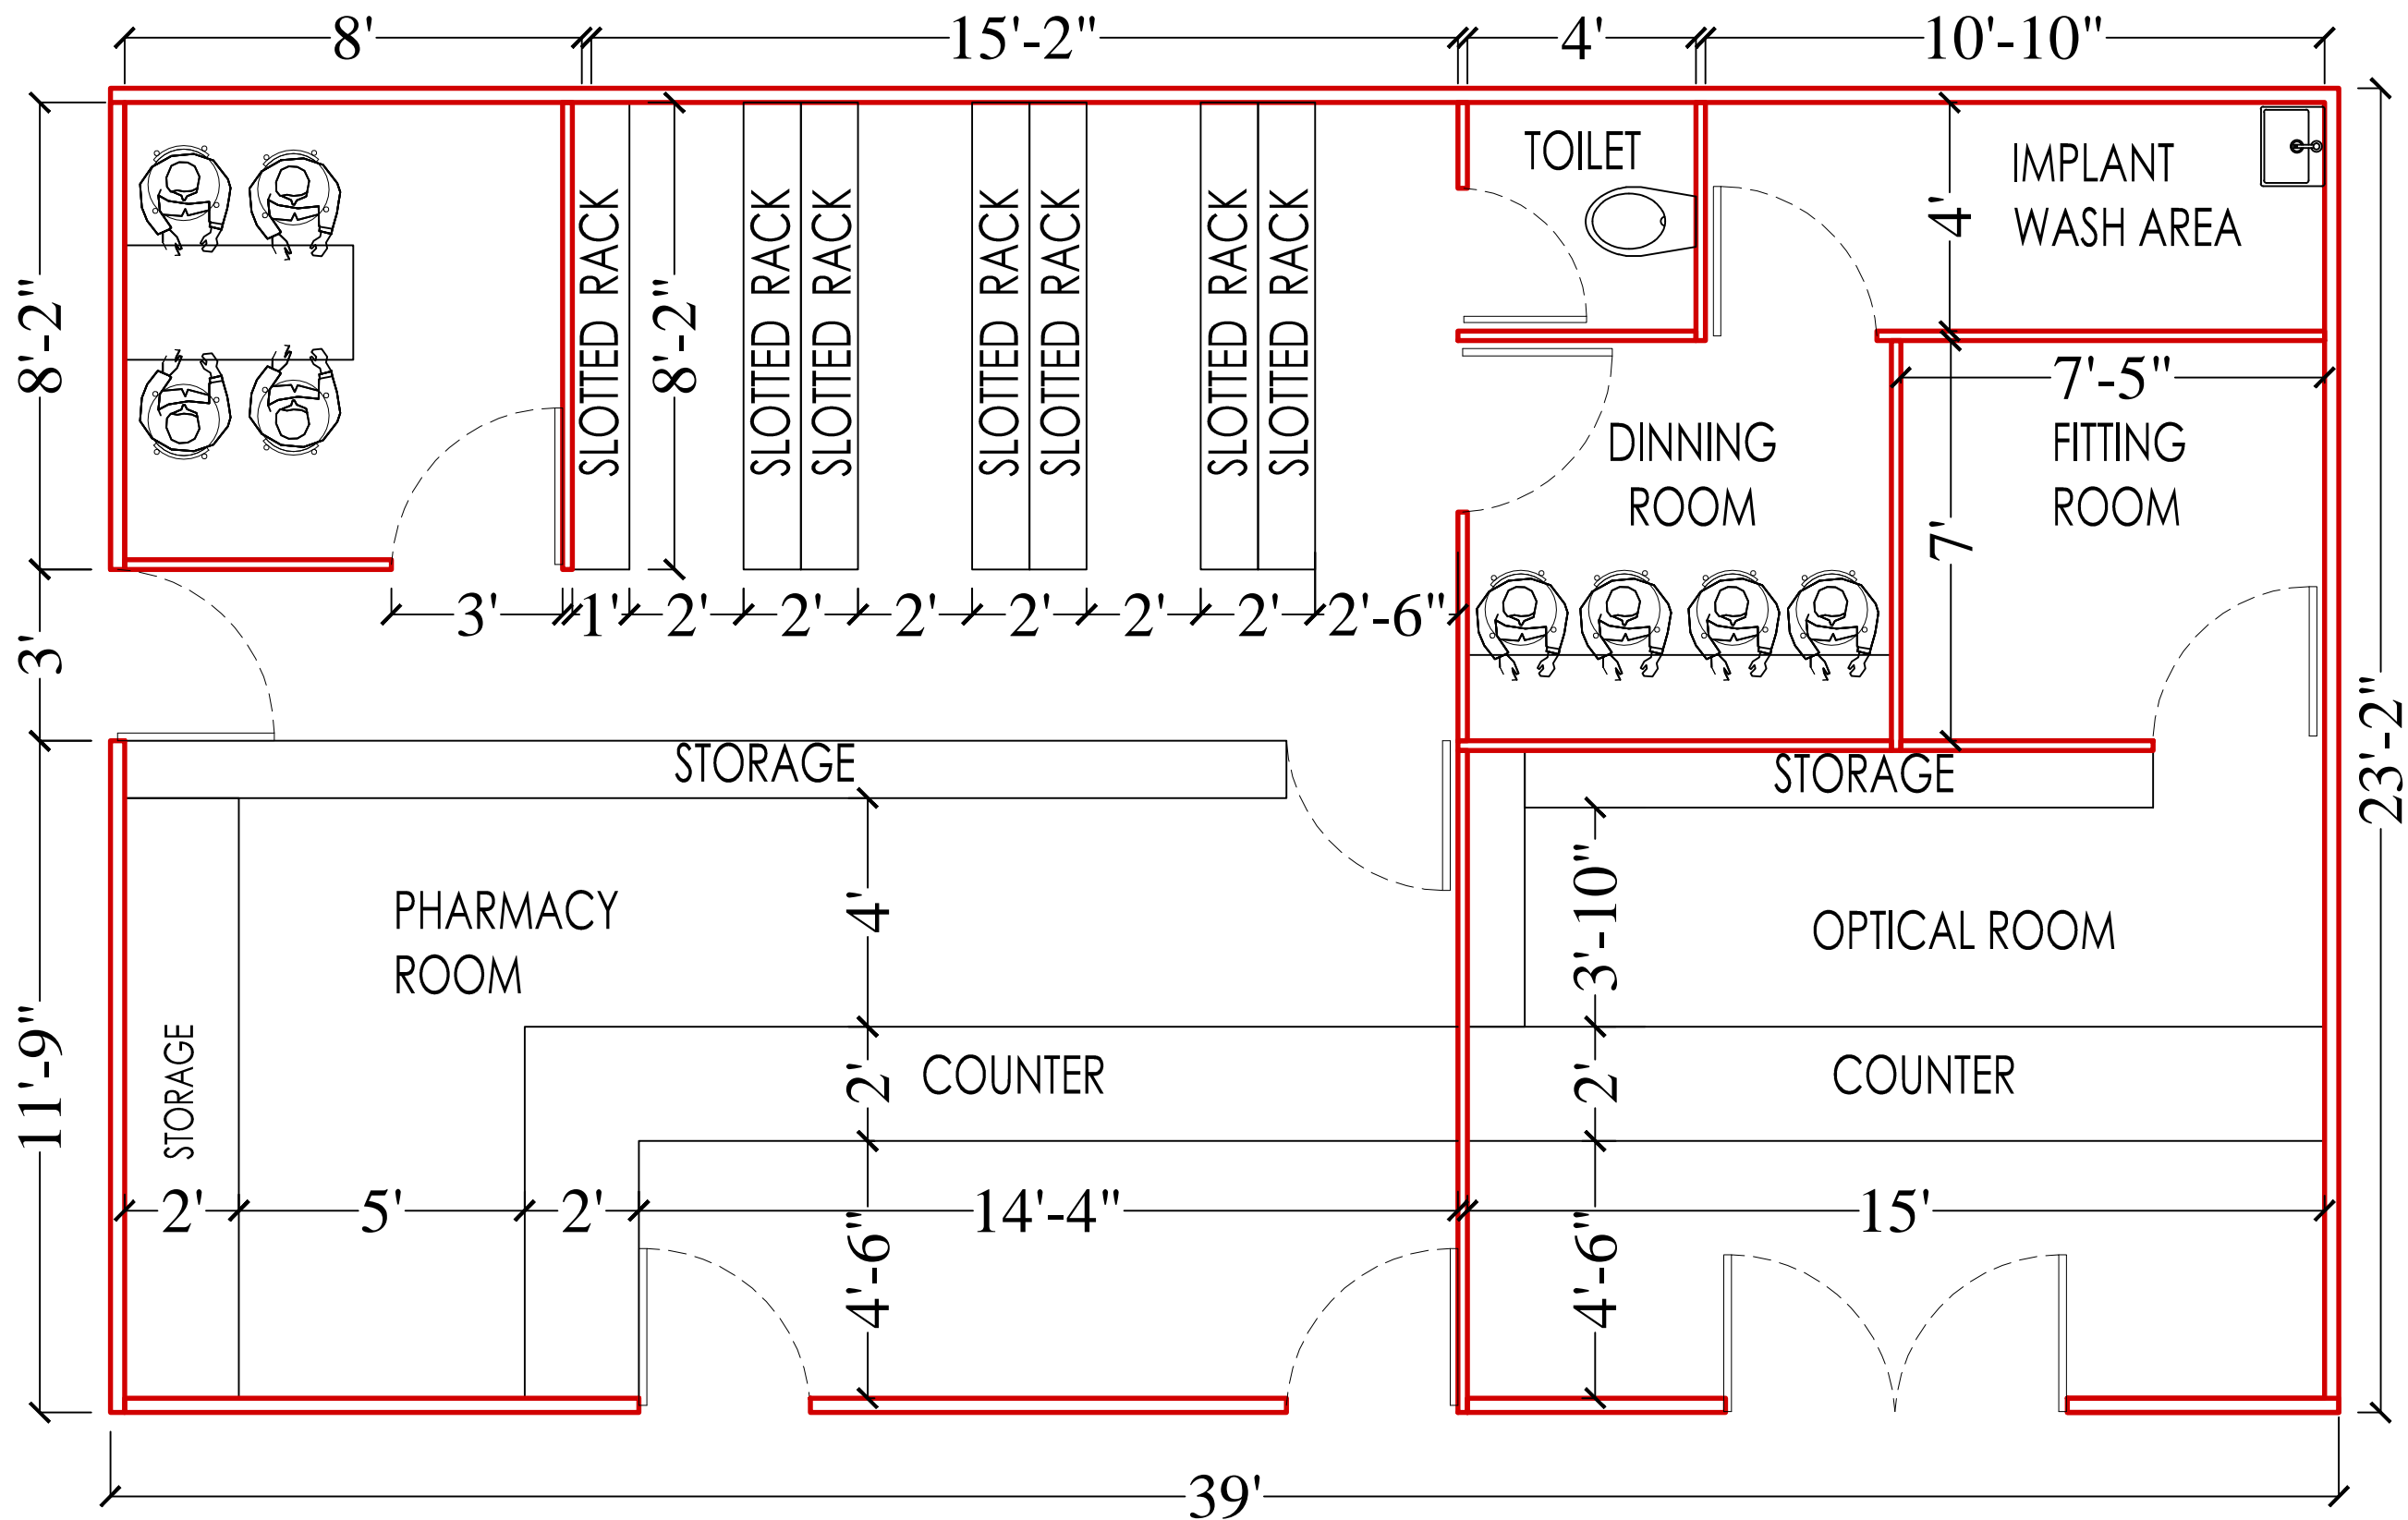 8'
15'-2"
4'
10'-10"
TOILET
IMPLANT
WASH AREA
4'
8'-2"
SLOTTED RACK
8'-2"
SLOTTED RACK
SLOTTED RACK
SLOTTED RACK
SLOTTED RACK
SLOTTED RACK
SLOTTED RACK
7'-5"
DINNING
ROOM
FITTING
ROOM
7'
3'
3'
1'
2'
2'
2'
2'
2'
2'
2'-6"
23'-2"
STORAGE
STORAGE
PHARMACY
ROOM
4'
3'-10"
OPTICAL ROOM
11'-9"
STORAGE
COUNTER
2'
2'
COUNTER
2'
5'
2'
14'-4"
15'
4'-6"
4'-6"
39'